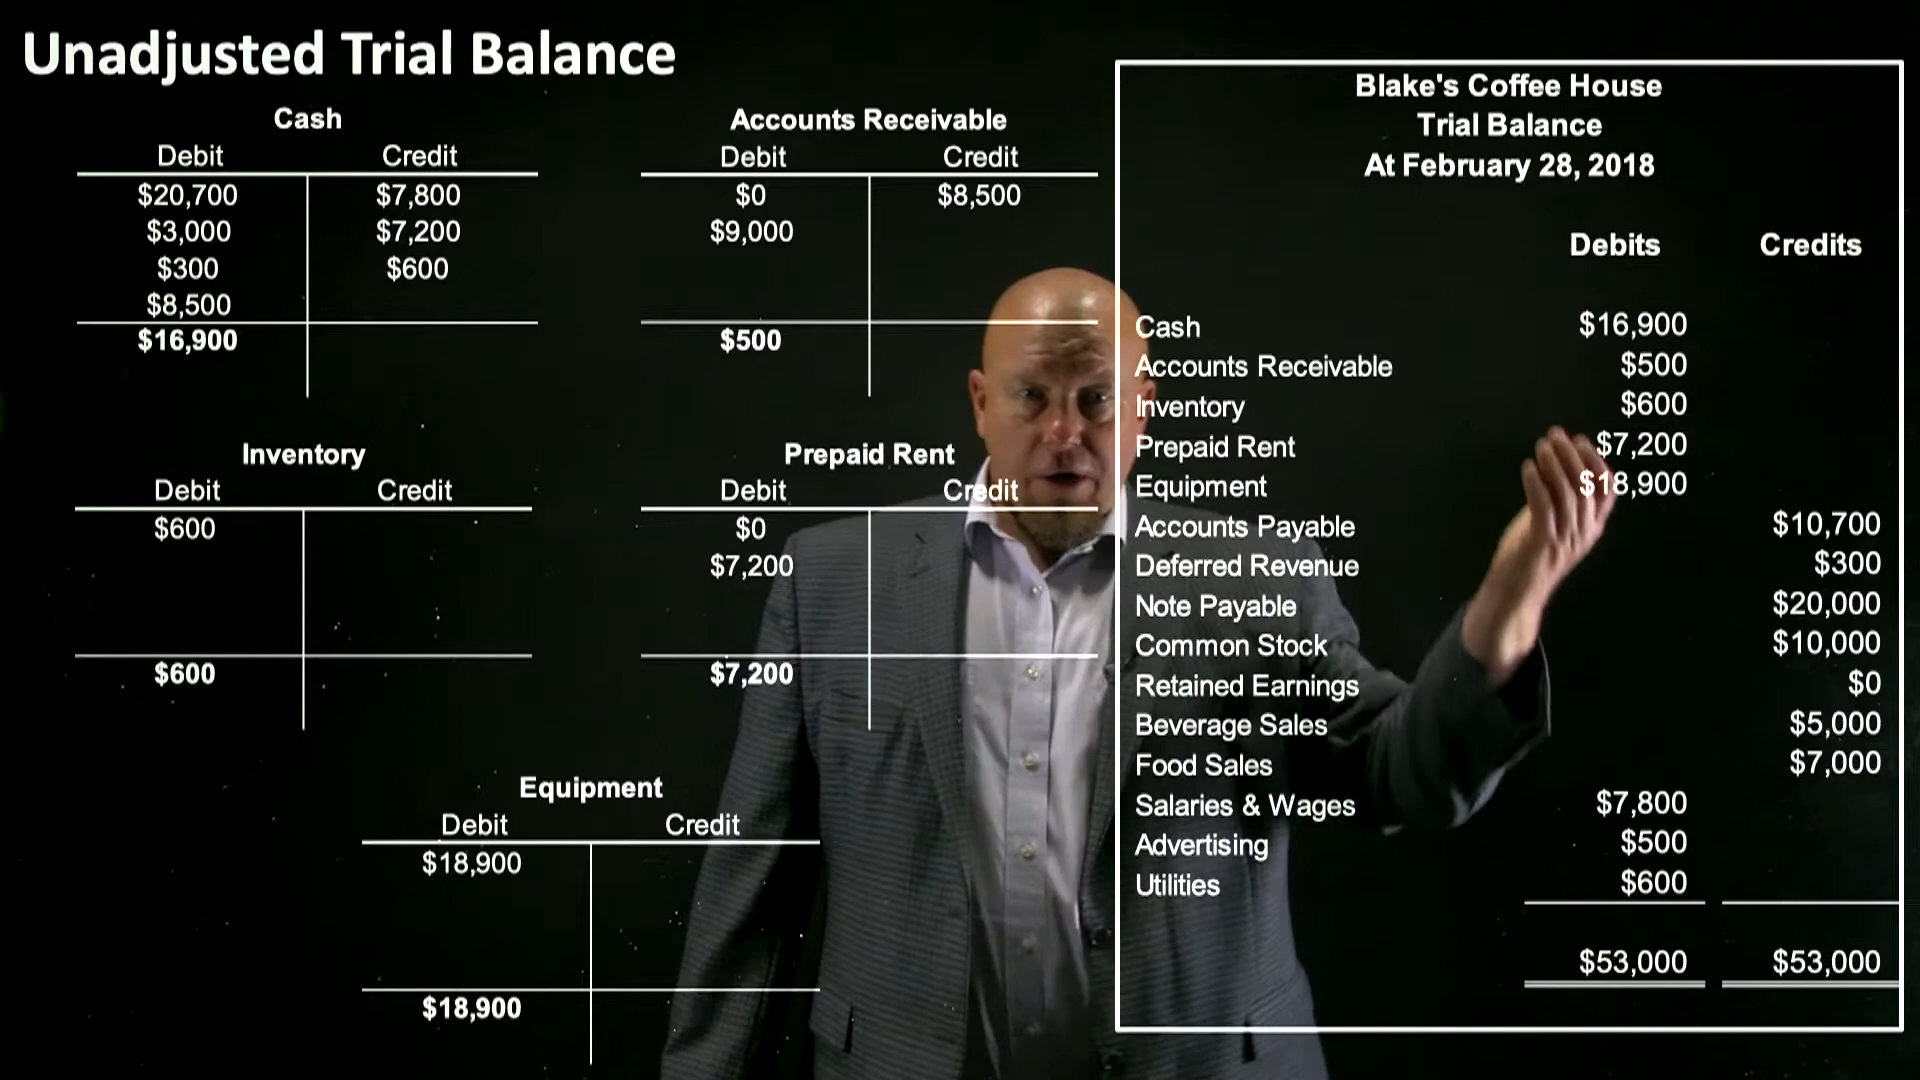 Unadjusted Trial Balance
Cash
Debit Credit
$20,700 $7,800
$3,000 $7,200
$300 $600
$8,500
$16,900
Accounts Receivable
Debit Credit
$0 $8,500
$9,000
$500
Inventory
Debit Credit
$600
$600
Prepaid Rent
Debit Credit
$0
$7,200
$7,200
Equipment
Debit Credit
$18,900
$18,900
Blake's Coffee House
Trial Balance
At February 28, 2018
Debits Credits
Cash $16,900
Accounts Receivable $500
Inventory $600
Prepaid Rent $7,200
Equipment $18,900
Accounts Payable $10,700
Deferred Revenue $300
Note Payable $20,000
Common Stock $10,000
Retained Earnings $0
Beverage Sales $5,000
Food Sales $7,000
Salaries & Wages $7,800
Advertising $500
Utilities $600
$53,000 $53,000